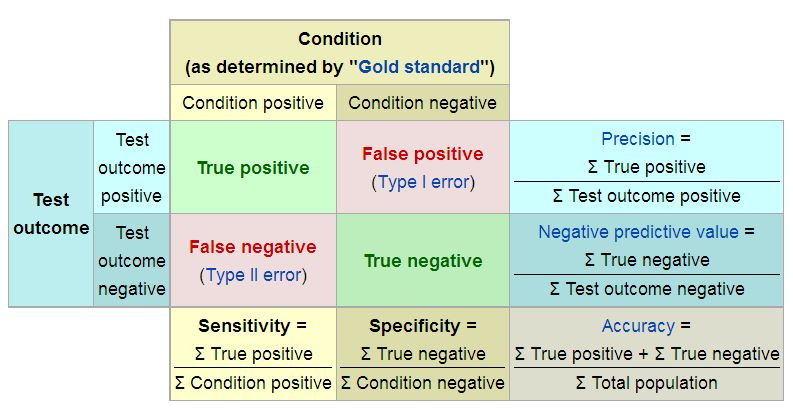 Condition
(as determined by "Gold standard")
Condition positive
Condition negative
Test
outcome
Test
outcome
positive
True positive
False positive
(Type I error)
Precision =
Σ True positive
Σ Test outcome positive
Test
outcome
negative
False negative
(Type II error)
True negative
Negative predictive value =
Σ True negative
Σ Test outcome negative
Sensitivity =
Σ True positive
Σ Condition positive
Specificity =
Σ True negative
Σ Condition negative
Accuracy =
Σ True positive + Σ True negative
Σ Total population